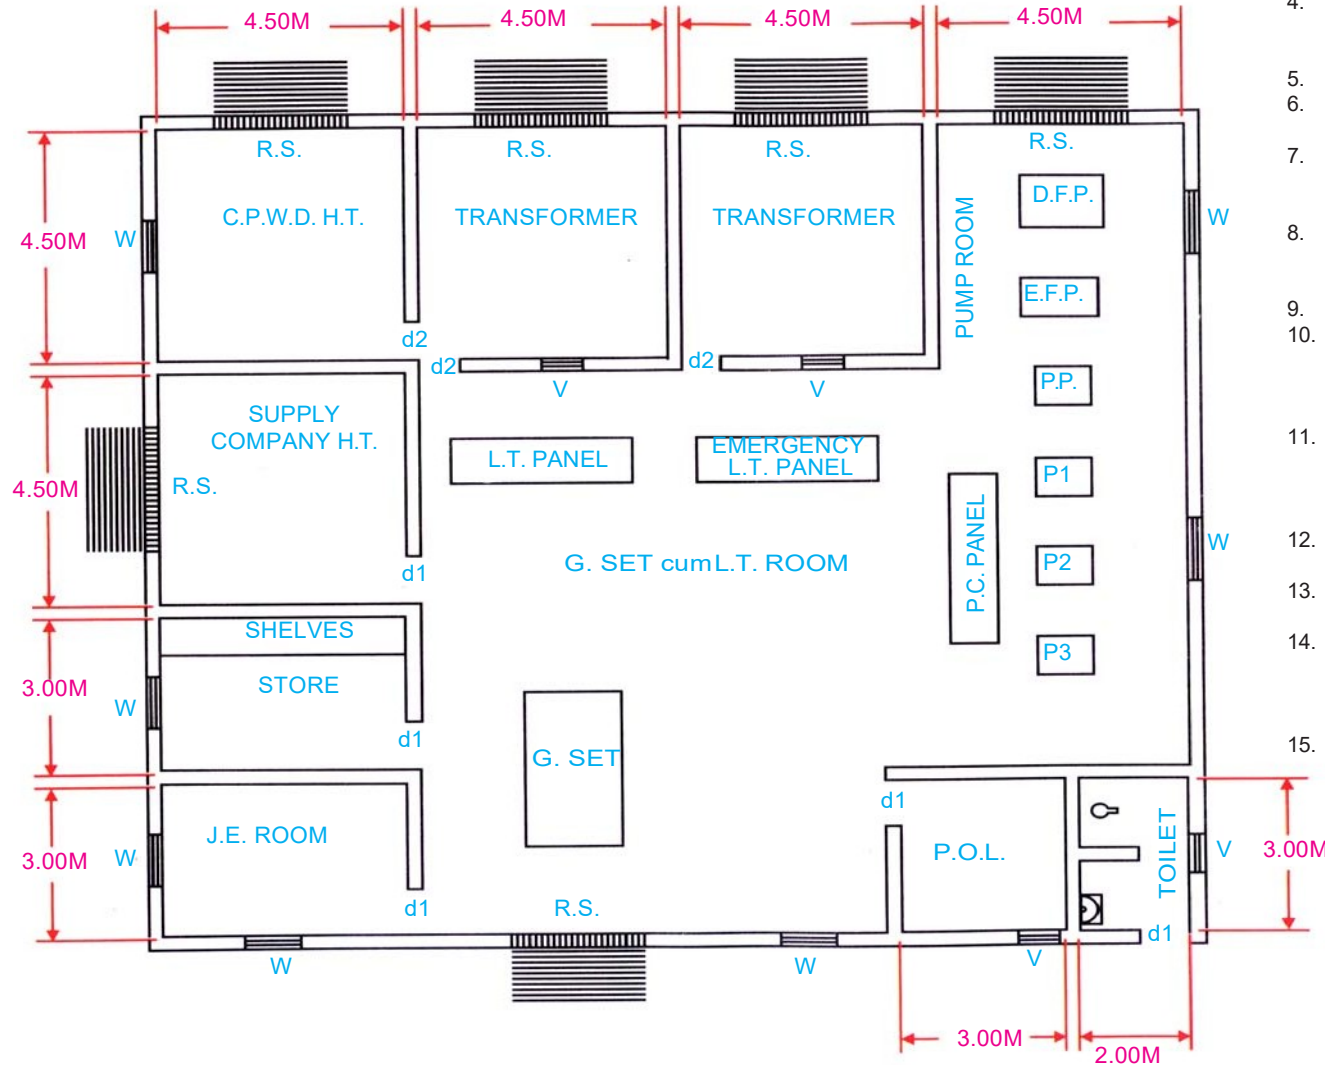 4.50M
4.50M
4.50M
4.50M
4.
5.
6.
7.
8.
9.
10.
11.
12.
13.
14.
15.
R.S.
R.S.
R.S.
R.S.
C.P.W.D. H.T.
TRANSFORMER
TRANSFORMER
PUMP ROOM
D.F.P.
E.F.P.
P.P.
P1
P2
P3
W
W
4.50M
W
d2
d2
d2
V
V
SUPPLY
COMPANY H.T.
R.S.
4.50M
L.T. PANEL
EMERGENCY
L.T. PANEL
P.C. PANEL
G. SET cum L.T. ROOM
d1
SHELVES
STORE
3.00M
W
d1
G. SET
J.E. ROOM
3.00M
W
d1
R.S.
d1
P.O.L.
TOILET
V
3.00M
d1
W
W
V
3.00M
2.00M